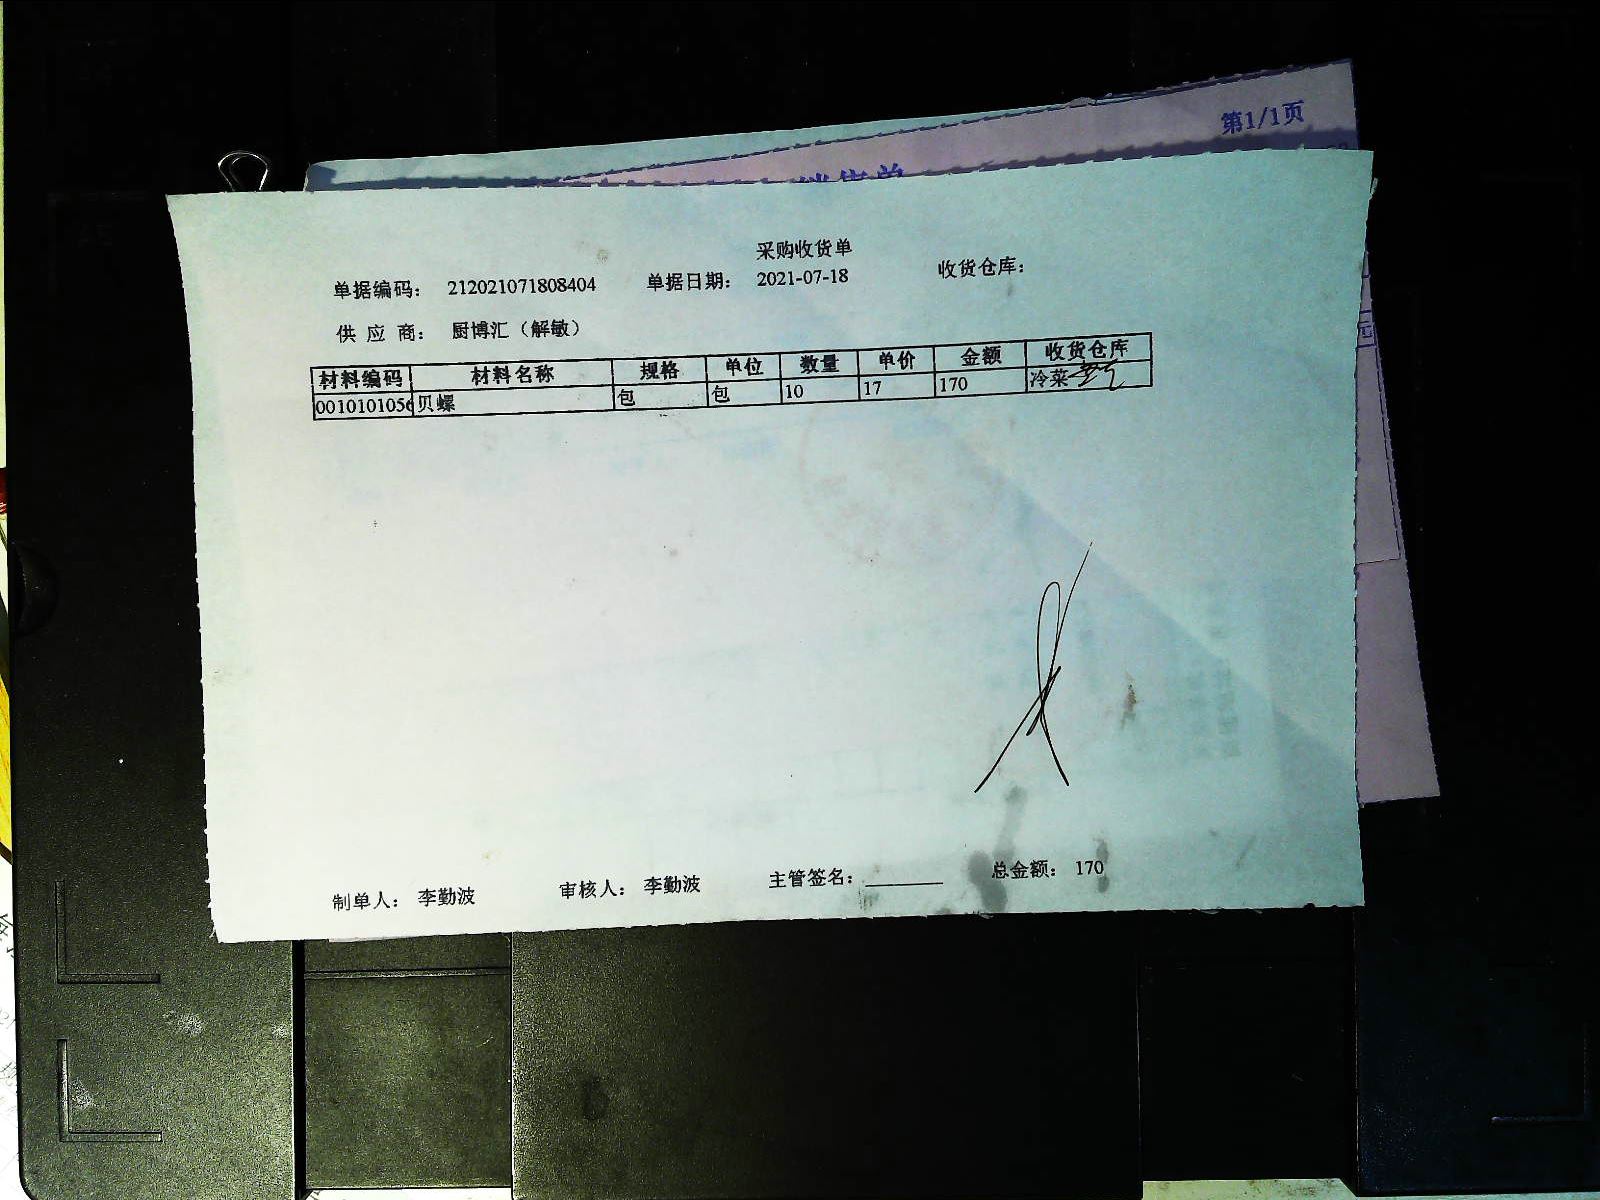 第1/1页
采购收货单
单据编码: 212021071808404 单据日期: 2021-07-18 收货仓库:
供 应 商: 厨博汇（解敏）
材料编码 材料名称 规格 单位 数量 单价 金额 收货仓库
0010101056 贝螺 包 包 10 17 170 冷菜
制单人: 李勤波 审核人: 李勤波 主管签名: 总金额: 170